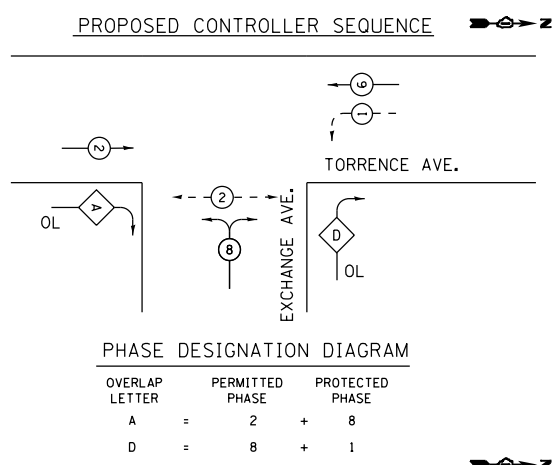 PROPOSED CONTROLLER SEQUENCE
N
6
1
2
TORRENCE AVE.
A
OL
2
8
EXCHANGE AVE.
D
OL
PHASE DESIGNATION DIAGRAM
OVERLAP LETTER PERMITTED PHASE PROTECTED PHASE
A = 2 + 8
D = 8 + 1
N